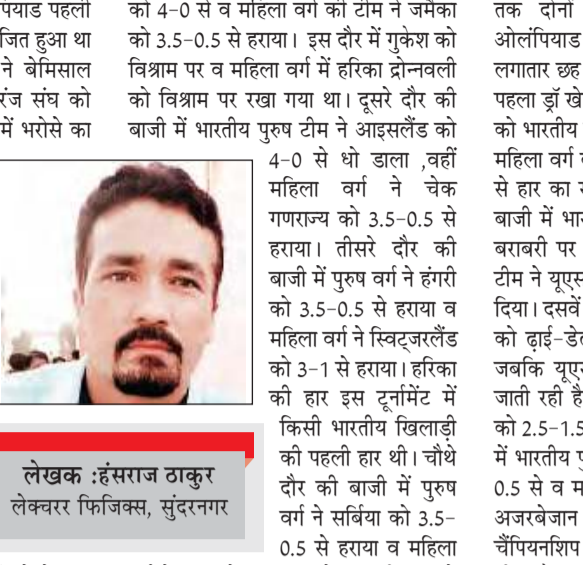 पियाड पहली
जित हुआ था
ने बेमिसाल
रंज संघ को
में भरोसे का
लेखक :हंसराज ठाकुर
लेक्चरर फिजिक्स, सुंदरनगर
को 4-0 से व महिला वर्ग की टीम ने जमैका
को 3.5-0.5 से हराया। इस दौर में गुकेश को
विश्राम पर व महिला वर्ग में हरिका द्रोन्नवली
को विश्राम पर रखा गया था। दूसरे दौर की
बाजी में भारतीय पुरुष टीम ने आइसलैंड को
4-0 से धो डाला ,वहीं
महिला वर्ग ने चेक
गणराज्य को 3.5-0.5 से
हराया। तीसरे दौर की
बाजी में पुरुष वर्ग ने हंगरी
को 3.5-0.5 से हराया व
महिला वर्ग ने स्विट्जरलैंड
को 3-1 से हराया। हरिका
की हार इस टूर्नामेंट में
किसी भारतीय खिलाड़ी
की पहली हार थी। चौथे
दौर की बाजी में पुरुष
वर्ग ने सर्बिया को 3.5-
0.5 से हराया व महिला
तक दोनों
ओलंपियाड
लगातार छह
पहला ड्रॉ खे
को भारतीय
महिला वर्ग
से हार का
बाजी में भा
बराबरी पर
टीम ने यूएस
दिया। दसवें
को ढाई-डे
जबकि यूए
जाती रही है
को 2.5-1.5
में भारतीय पु
0.5 से व म
अजरबेजान
चैंपियनशिप